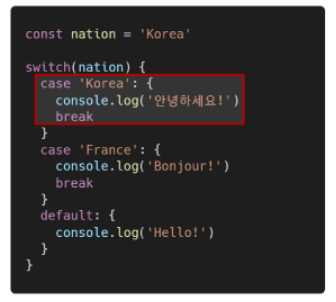 const nation = 'Korea'
switch(nation) {
case 'Korea': {
console.log('안녕하세요!')
break
}
case 'France': {
console.log('Bonjour!')
break
}
default: {
console.log('Hello!')
}
}